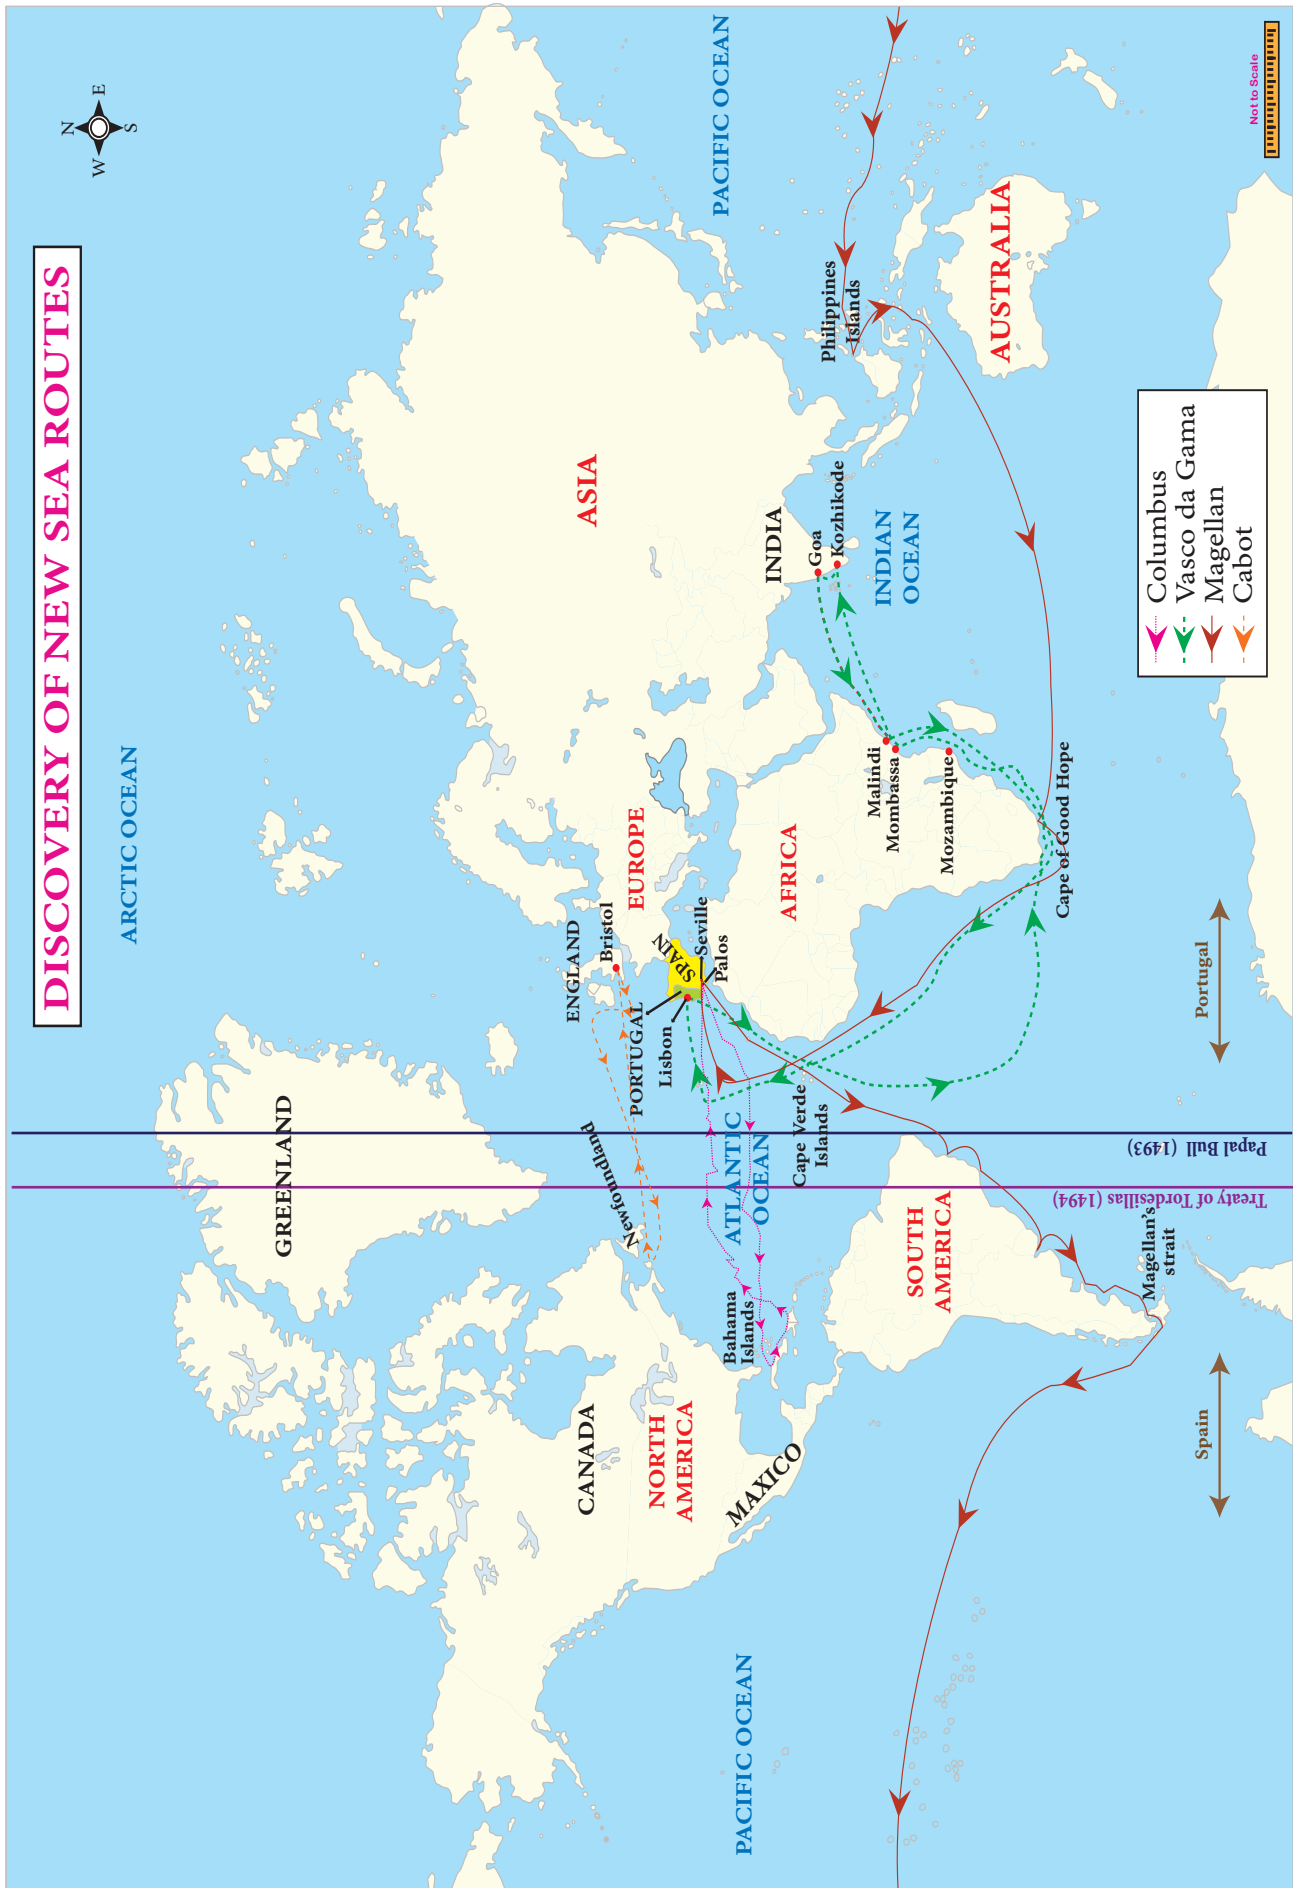 DISCOVERY OF NEW SEA ROUTES
N
W
E
S
ARCTIC OCEAN
GREENLAND
CANADA
NORTH
AMERICA
MAXICO
Newfoundland
ENGLAND
Bristol
EUROPE
ASIA
PORTUGAL
Lisbon
SPAIN
Seville
Palos
PACIFIC OCEAN
PACIFIC OCEAN
Bahama
Islands
ATLANTIC
OCEAN
Cape Verde
Islands
AFRICA
INDIA
Goa
Kozhikode
INDIAN
OCEAN
Philippines
Islands
Malindi
Mombassa
Mozambique
SOUTH
AMERICA
AUSTRALIA
Cape of Good Hope
Magellan's
strait
Treaty of Tordesillas (1494)
Papal Bull (1493)
Spain
Portugal
Columbus
Vasco da Gama
Magellan
Cabot
Not to Scale